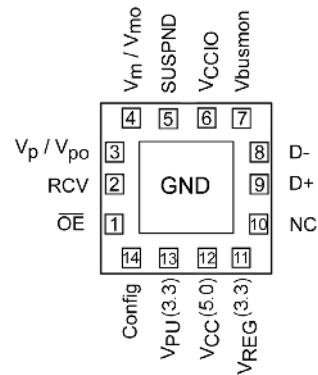 Vm / Vmo
SUSPND
VCCIO
Vbusmon
4
5
6
7
Vp / Vpo
3
8
D-
RCV
2
GND
9
D+
OE
1
10
NC
14
13
12
11
Config
VPU(3.3)
VCC(5.0)
VREG(3.3)